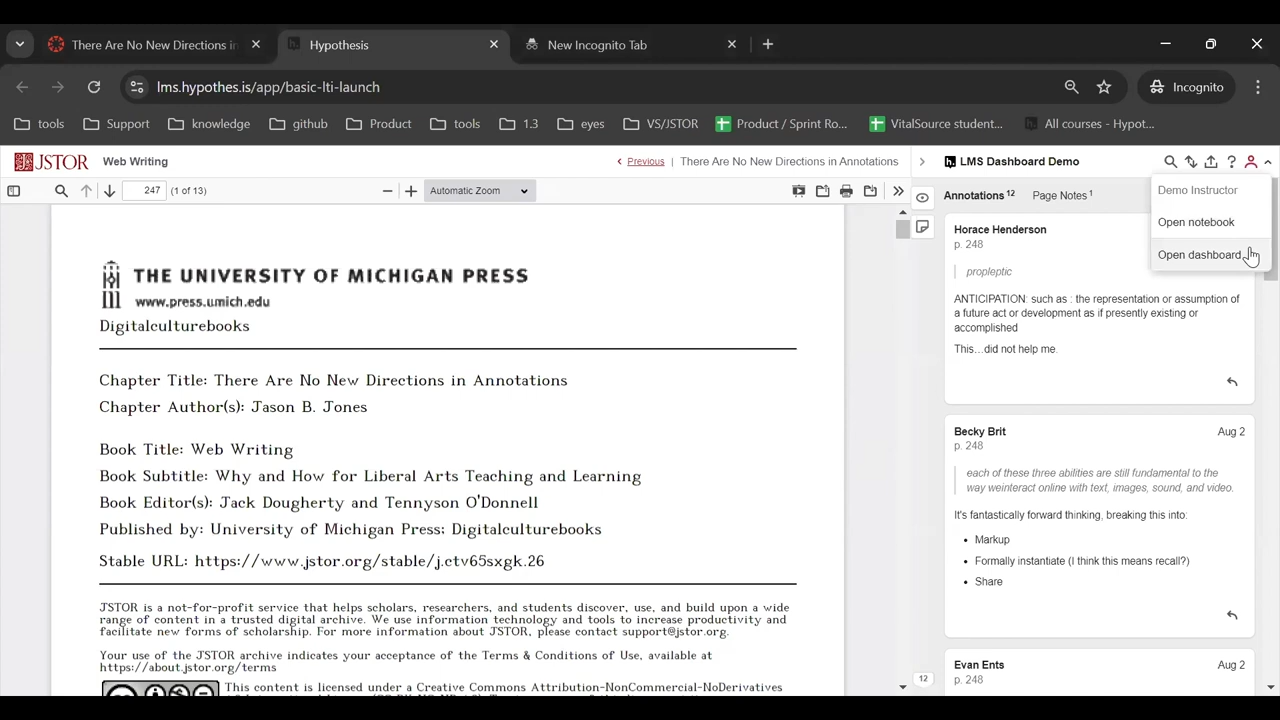 There Are No New Directions in
Hypothesis
New Incognito Tab
lms.hypothes.is/app/basic-lti-launch
Incognito
tools
Support
knowledge
github
Product
tools
1.3
eyes
VS/JSTOR
Product / Sprint Ro...
VitalSource student...
All courses - Hypot...
JSTOR
Web Writing
Previous
There Are No New Directions in Annotations
247 (1 of 13)
Automatic Zoom
THE UNIVERSITY OF MICHIGAN PRESS
www.press.umich.edu
Digitalculturebooks
Chapter Title: There Are No New Directions in Annotations
Chapter Author(s): Jason B. Jones
Book Title: Web Writing
Book Subtitle: Why and How for Liberal Arts Teaching and Learning
Book Editor(s): Jack Dougherty and Tennyson O'Donnell
Published by: University of Michigan Press; Digitalculturebooks
Stable URL: https://www.jstor.org/stable/j.ctv65sxgk.26
JSTOR is a not-for-profit service that helps scholars, researchers, and students discover, use, and build upon a wide
range of content in a trusted digital archive. We use information technology and tools to increase productivity and
facilitate new forms of scholarship. For more information about JSTOR, please contact support@jstor.org.
Your use of the JSTOR archive indicates your acceptance of the Terms & Conditions of Use, available at
https://about.jstor.org/terms
This content is licensed under a Creative Commons Attribution-NonCommercial-NoDerivatives
LMS Dashboard Demo
Annotations 12
Page Notes 1
Demo Instructor
Open notebook
Open dashboard
Horace Henderson
p. 248
propleptic
ANTICIPATION: such as : the representation or assumption of
a future act or development as if presently existing or
accomplished
This...did not help me.
Becky Brit
Aug 2
p. 248
each of these three abilities are still fundamental to the
way weinteract online with text, images, sound, and video.
It's fantastically forward thinking, breaking this into:
• Markup
• Formally instantiate (I think this means recall?)
• Share
Evan Ents
Aug 2
p. 248
12